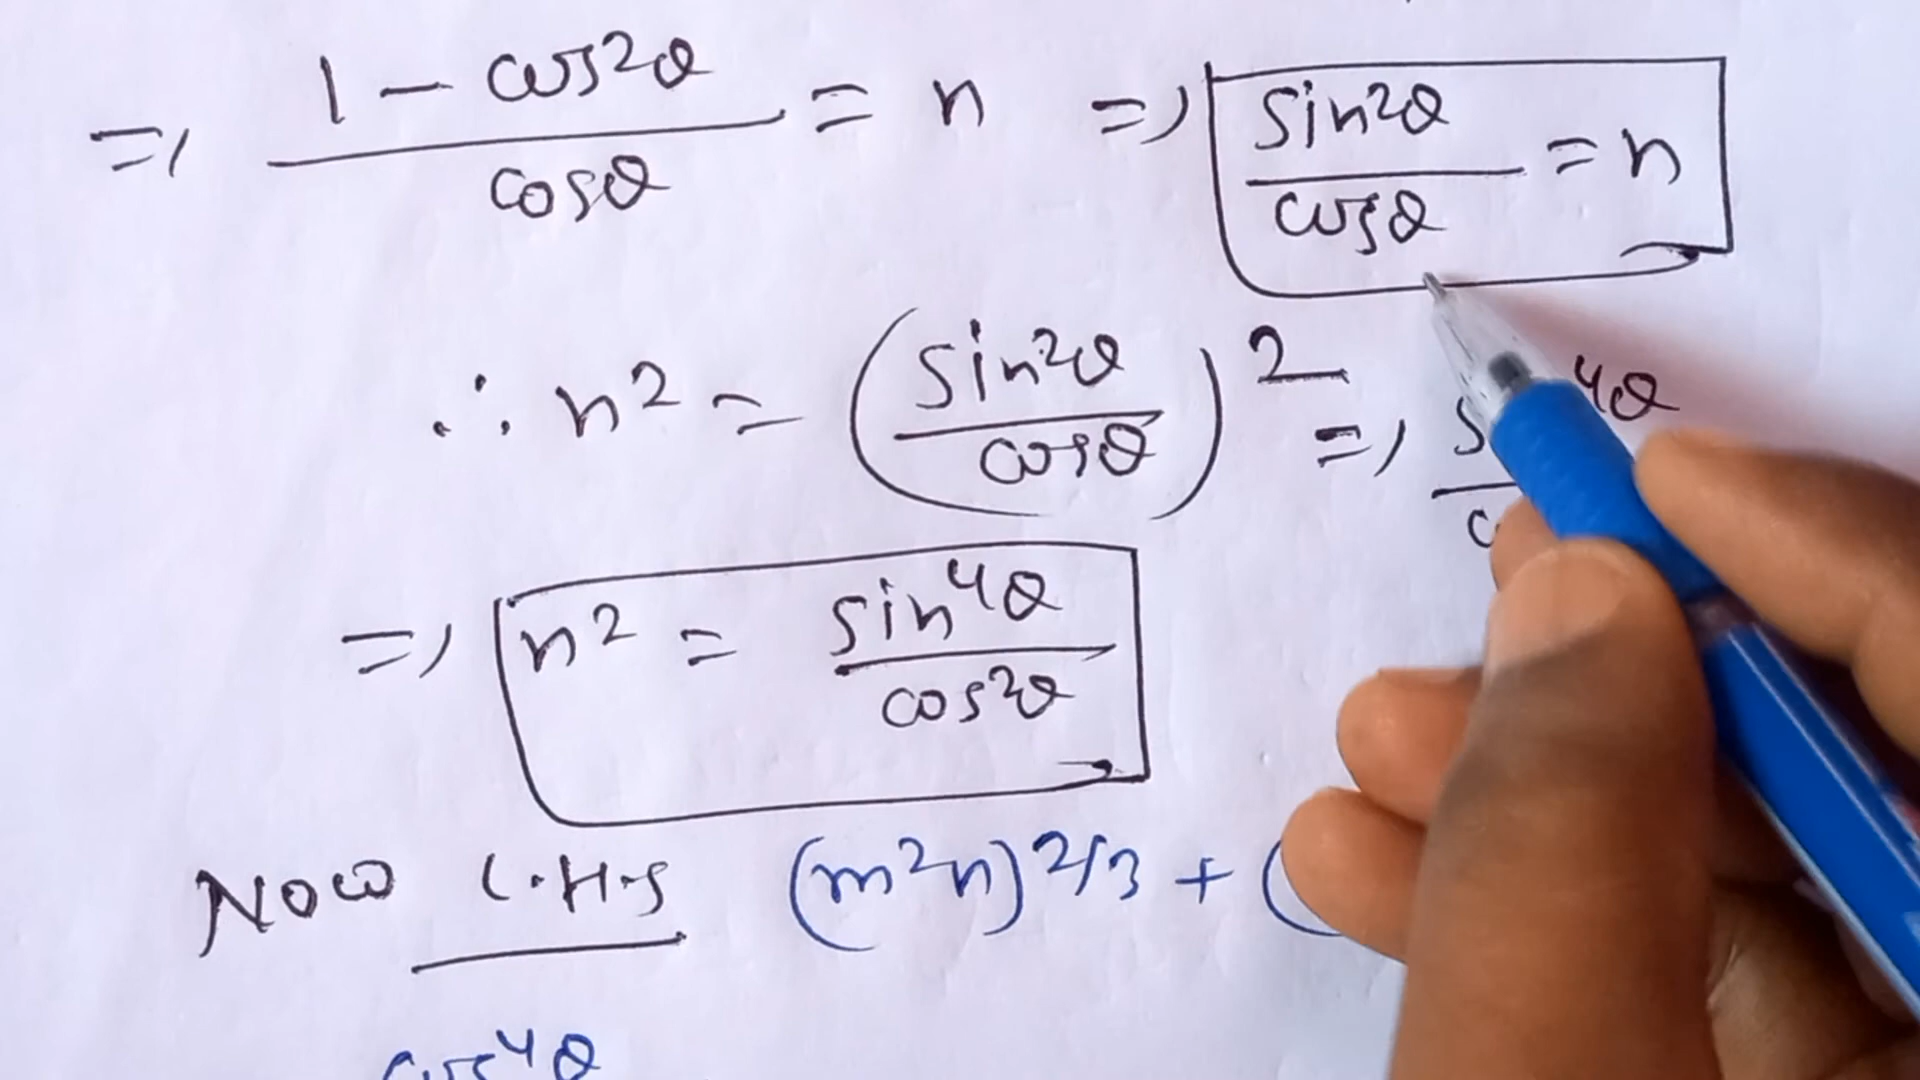 => (1 - cos²θ)/cosθ = n => sin²θ/cosθ = n
∴ n² = (sin²θ/cosθ)² =>
=> n² = sin⁴θ/cos²θ
Now L.H.S (m²n)^2/3 + (
cos⁴θ